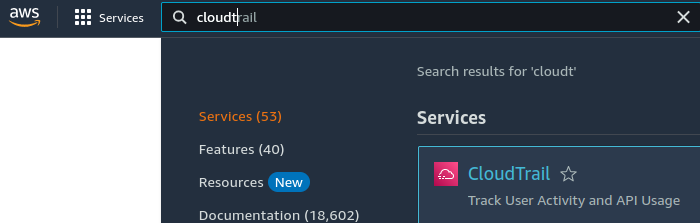 aws
Services
cloudtrail
Search results for 'cloudt'
Services (53)
Services
Features (40)
CloudTrail
Resources New
Track User Activity and API Usage
Documentation (18,602)